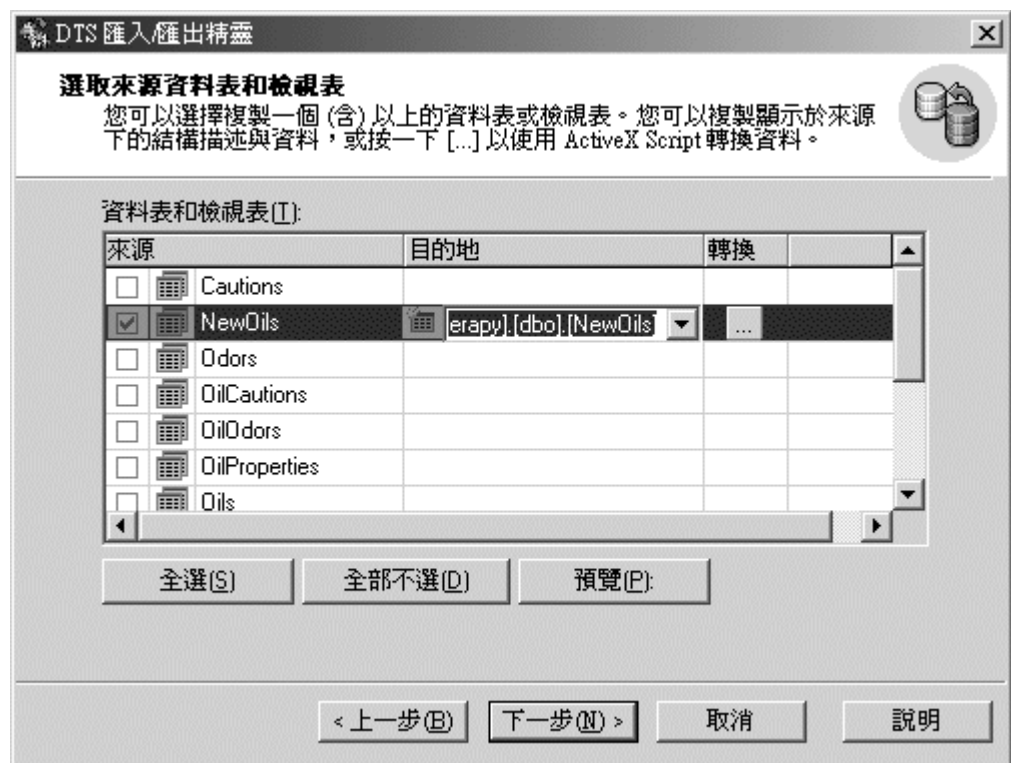 DTS 匯入/匯出精靈
選取來源資料表和檢視表
您可以選擇複製一個 (含) 以上的資料表或檢視表。您可以複製顯示於來源
下的結構描述與資料，或按一下 [...] 以使用 ActiveX Script 轉換資料。
資料表和檢視表(T):
來源 目的地 轉換
Cautions
NewOils erapy].[dbo].[NewOils] ...
Odors
OilCautions
OilOdors
OilProperties
Oils
全選(S) 全部不選(D) 預覽(P):
<上一步(B) 下一步(N)> 取消 說明